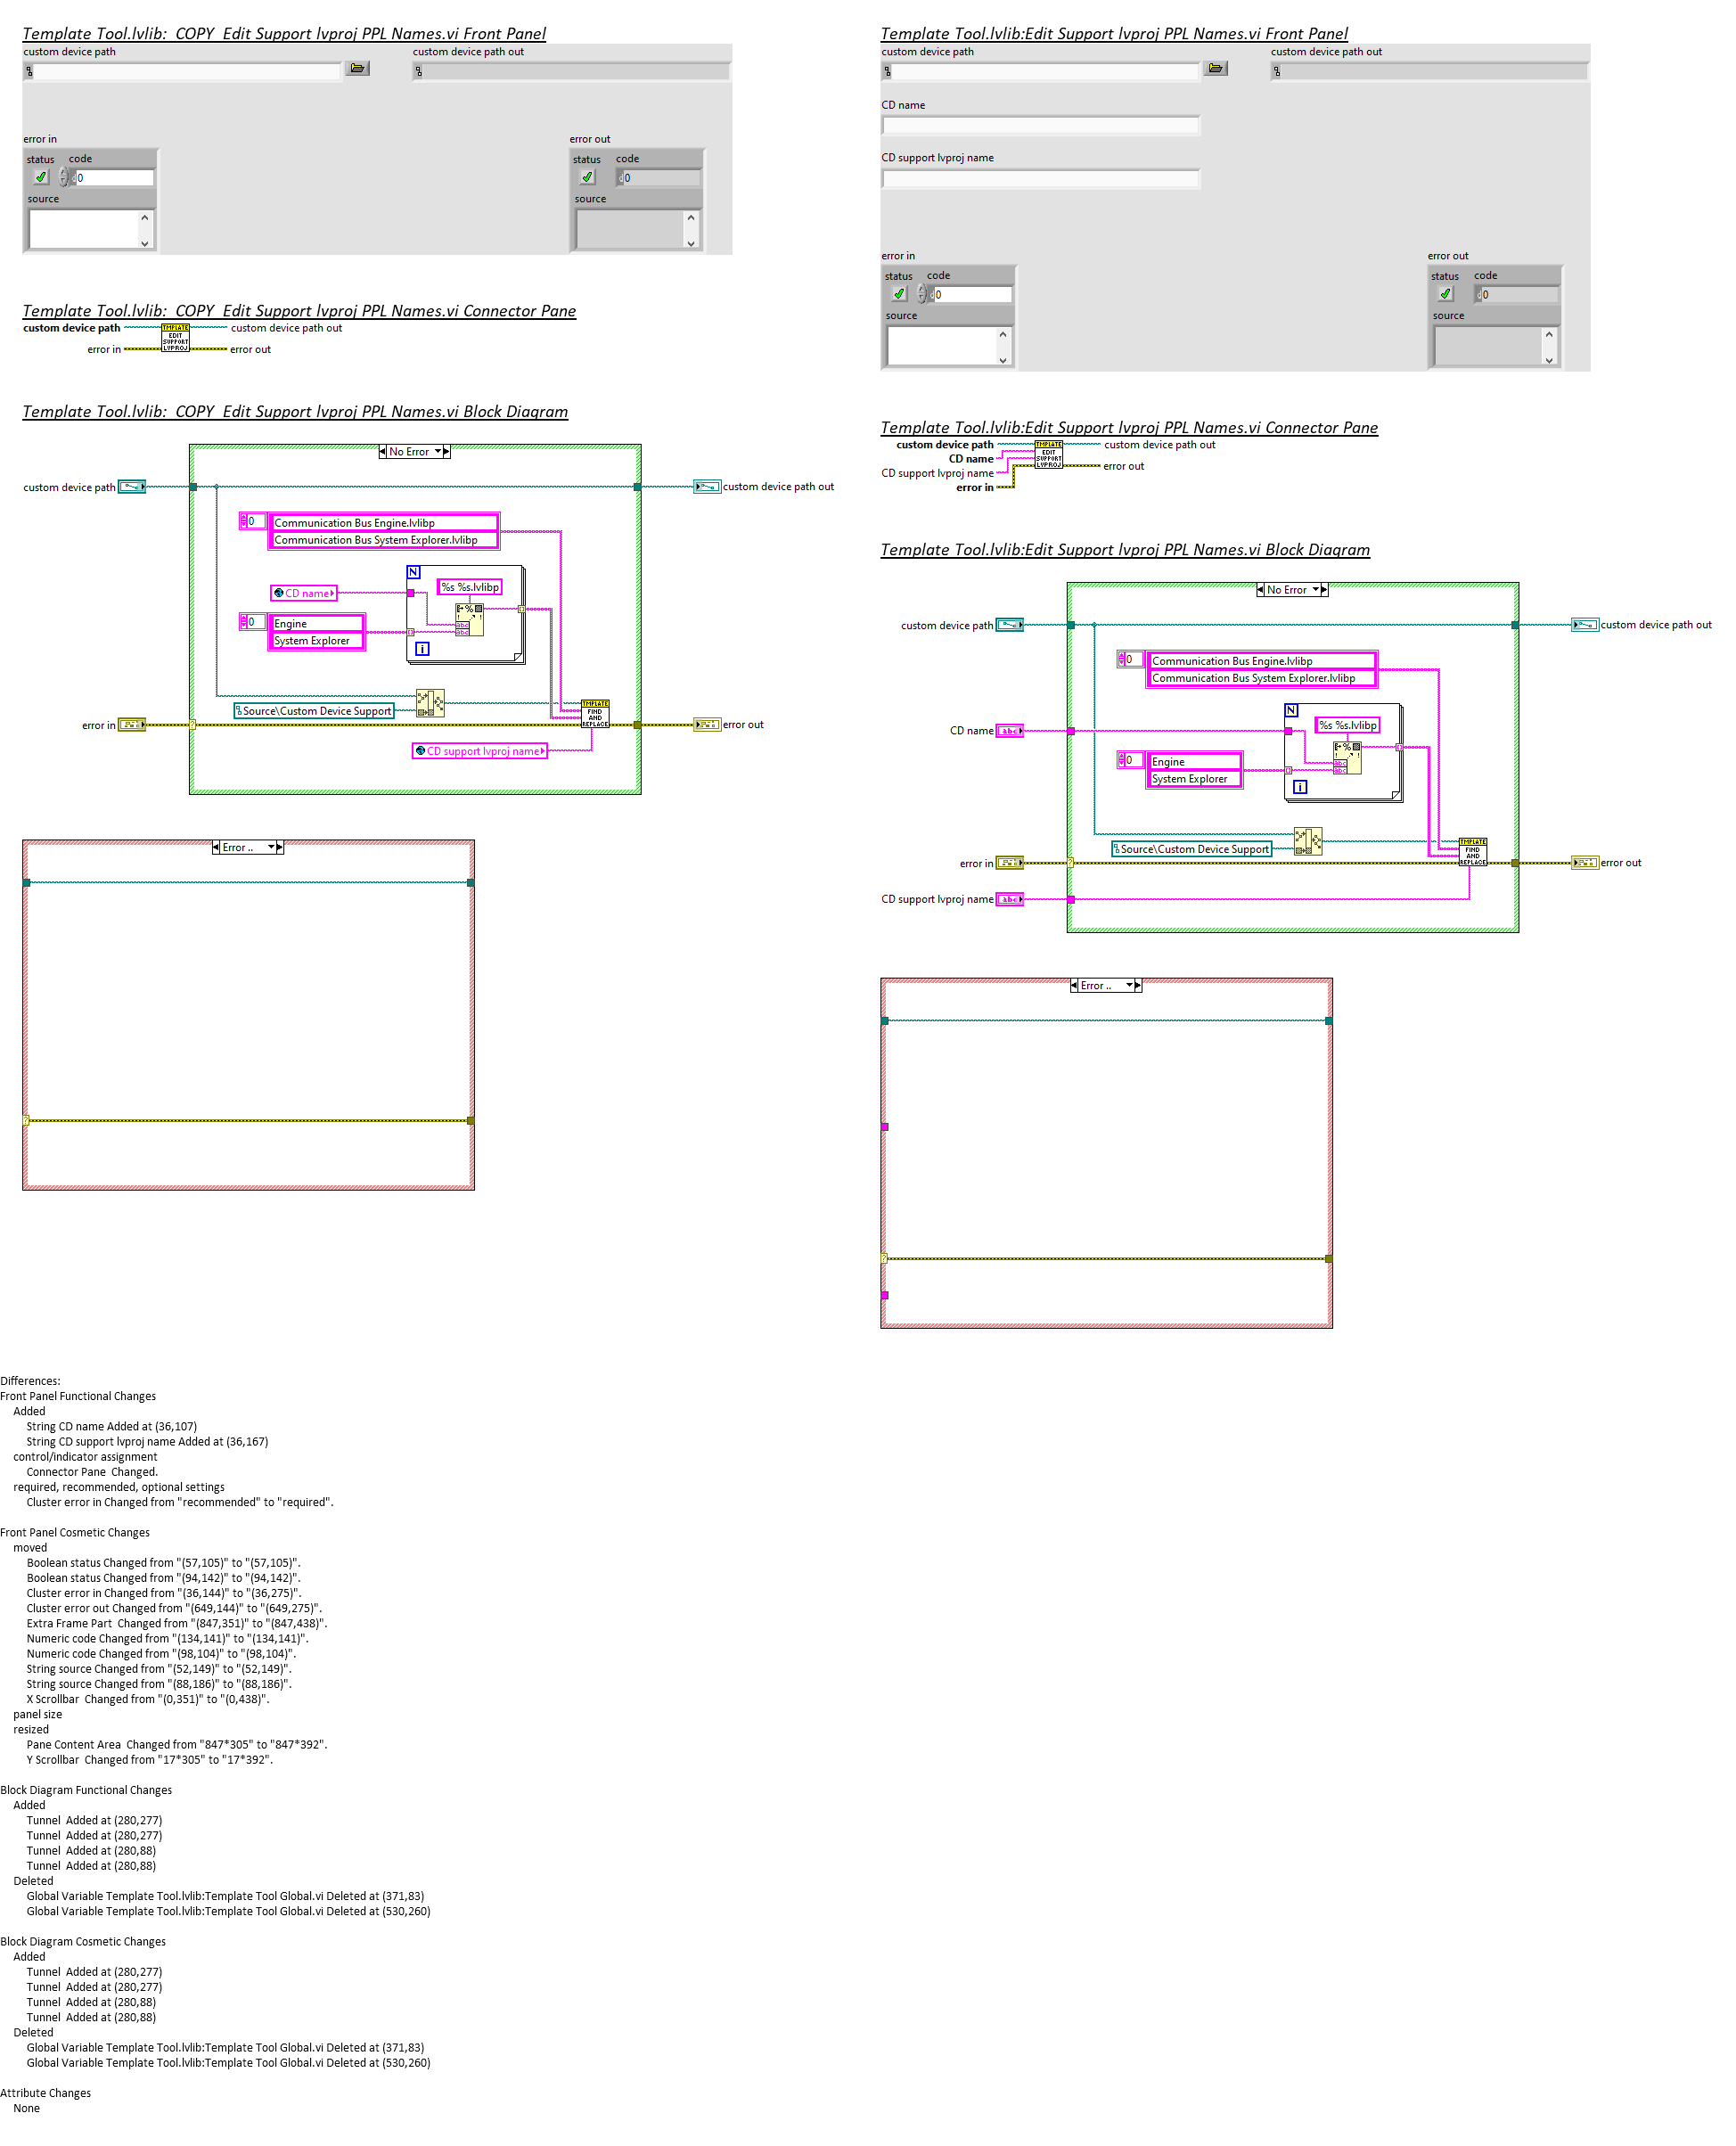 Template Tool.lvlib:  COPY  Edit Support lvproj PPL Names.vi Front Panel
custom device path
custom device path out
error in
status
code
0
source
error out
status
code
0
source
Template Tool.lvlib:  COPY  Edit Support lvproj PPL Names.vi Connector Pane
custom device path
TMPLATE
EDIT
SUPPORT
LVPROJ
custom device path out
error in
error out
Template Tool.lvlib:  COPY  Edit Support lvproj PPL Names.vi Block Diagram
No Error
custom device path
custom device path out
0
Communication Bus Engine.lvlibp
Communication Bus System Explorer.lvlibp
N
%s %s.lvlibp
CD name
0
Engine
System Explorer
abc
abc
i
Source\Custom Device Support
TMPLATE
FIND
AND
REPLACE
error in
?
error out
CD support lvproj name
Error ..
?
Template Tool.lvlib:Edit Support lvproj PPL Names.vi Front Panel
custom device path
custom device path out
CD name
CD support lvproj name
error in
status
code
0
source
error out
status
code
0
source
Template Tool.lvlib:Edit Support lvproj PPL Names.vi Connector Pane
custom device path
CD name
CD support lvproj name
error in
TMPLATE
EDIT
SUPPORT
LVPROJ
custom device path out
error out
Template Tool.lvlib:Edit Support lvproj PPL Names.vi Block Diagram
No Error
custom device path
custom device path out
0
Communication Bus Engine.lvlibp
Communication Bus System Explorer.lvlibp
N
%s %s.lvlibp
CD name
abc
0
Engine
System Explorer
abc
abc
i
Source\Custom Device Support
TMPLATE
FIND
AND
REPLACE
error in
?
error out
CD support lvproj name
abc
Error ..
?
Differences:
Front Panel Functional Changes
Added
String CD name Added at (36,107)
String CD support lvproj name Added at (36,167)
control/indicator assignment
Connector Pane  Changed.
required, recommended, optional settings
Cluster error in Changed from "recommended" to "required".
Front Panel Cosmetic Changes
moved
Boolean status Changed from "(57,105)" to "(57,105)".
Boolean status Changed from "(94,142)" to "(94,142)".
Cluster error in Changed from "(36,144)" to "(36,275)".
Cluster error out Changed from "(649,144)" to "(649,275)".
Extra Frame Part  Changed from "(847,351)" to "(847,438)".
Numeric code Changed from "(134,141)" to "(134,141)".
Numeric code Changed from "(98,104)" to "(98,104)".
String source Changed from "(52,149)" to "(52,149)".
String source Changed from "(88,186)" to "(88,186)".
X Scrollbar  Changed from "(0,351)" to "(0,438)".
panel size
resized
Pane Content Area  Changed from "847*305" to "847*392".
Y Scrollbar  Changed from "17*305" to "17*392".
Block Diagram Functional Changes
Added
Tunnel  Added at (280,277)
Tunnel  Added at (280,277)
Tunnel  Added at (280,88)
Tunnel  Added at (280,88)
Deleted
Global Variable Template Tool.lvlib:Template Tool Global.vi Deleted at (371,83)
Global Variable Template Tool.lvlib:Template Tool Global.vi Deleted at (530,260)
Block Diagram Cosmetic Changes
Added
Tunnel  Added at (280,277)
Tunnel  Added at (280,277)
Tunnel  Added at (280,88)
Tunnel  Added at (280,88)
Deleted
Global Variable Template Tool.lvlib:Template Tool Global.vi Deleted at (371,83)
Global Variable Template Tool.lvlib:Template Tool Global.vi Deleted at (530,260)
Attribute Changes
None